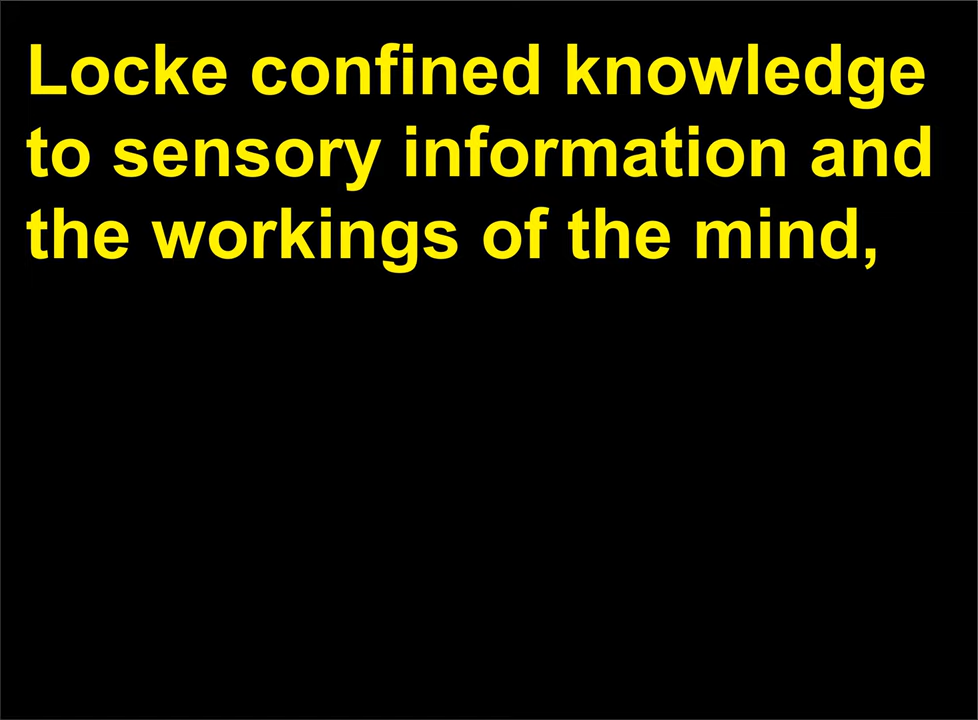 Locke confined knowledge
to sensory information and
the workings of the mind,